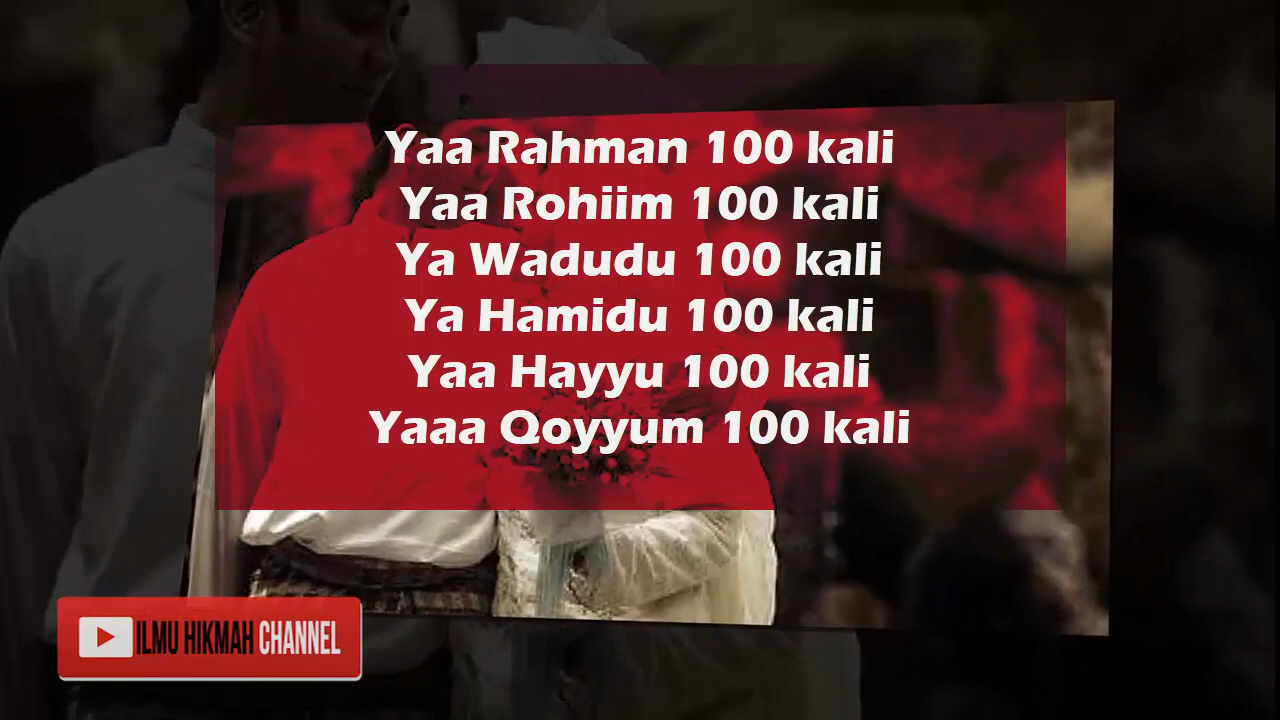 Yaa Rahman 100 kali
Yaa Rohiim 100 kali
Ya Wadudu 100 kali
Ya Hamidu 100 kali
Yaa Hayyu 100 kali
Yaaa Qoyyum 100 kali
ILMU HIKMAH CHANNEL